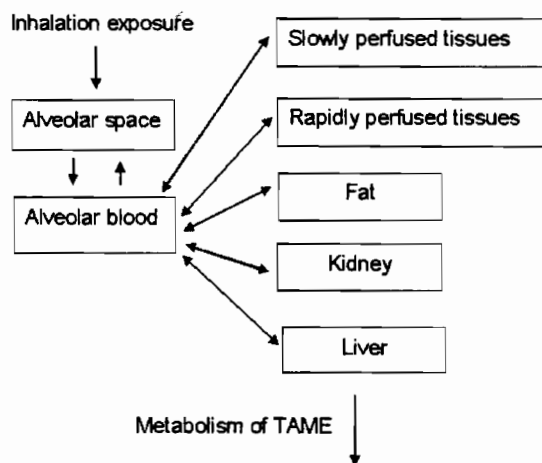 Inhalation exposure
Alveolar space
Alveolar blood
Slowly perfused tissues
Rapidly perfused tissues
Fat
Kidney
Liver
Metabolism of TAME